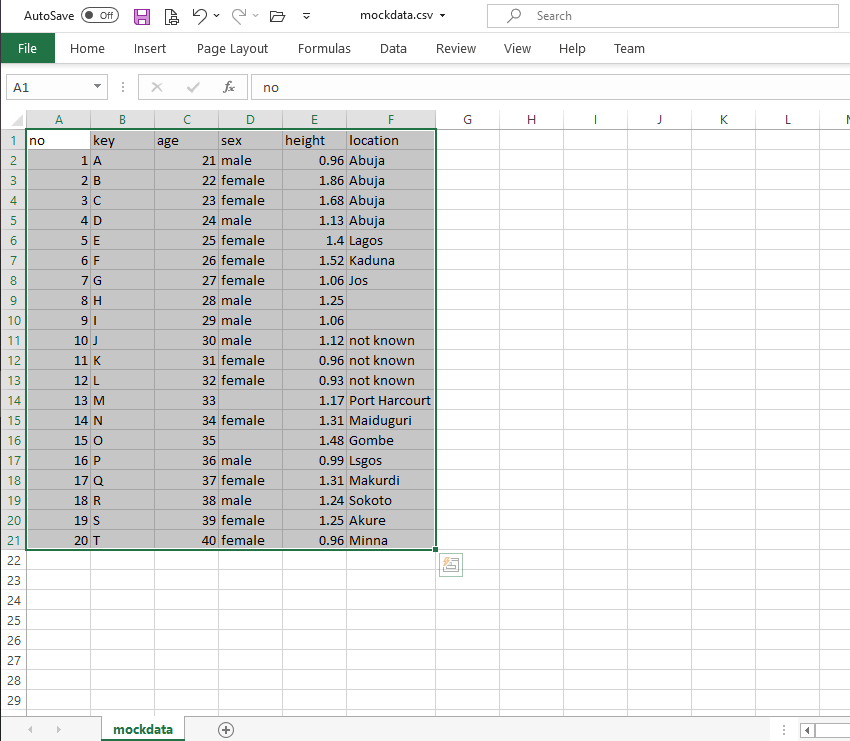 AutoSave Off mockdata.csv Search
File Home Insert Page Layout Formulas Data Review View Help Team
A1 fx no
A B C D E F G H I J K L
1 no key age sex height location
2 1 A 21 male 0.96 Abuja
3 2 B 22 female 1.86 Abuja
4 3 C 23 female 1.68 Abuja
5 4 D 24 male 1.13 Abuja
6 5 E 25 female 1.4 Lagos
7 6 F 26 female 1.52 Kaduna
8 7 G 27 female 1.06 Jos
9 8 H 28 male 1.25
10 9 I 29 male 1.06
11 10 J 30 male 1.12 not known
12 11 K 31 female 0.96 not known
13 12 L 32 female 0.93 not known
14 13 M 33 1.17 Port Harcourt
15 14 N 34 female 1.31 Maiduguri
16 15 O 35 1.48 Gombe
17 16 P 36 male 0.99 Lsgos
18 17 Q 37 female 1.31 Makurdi
19 18 R 38 male 1.24 Sokoto
20 19 S 39 female 1.25 Akure
21 20 T 40 female 0.96 Minna
22
23
24
25
26
27
28
29
mockdata